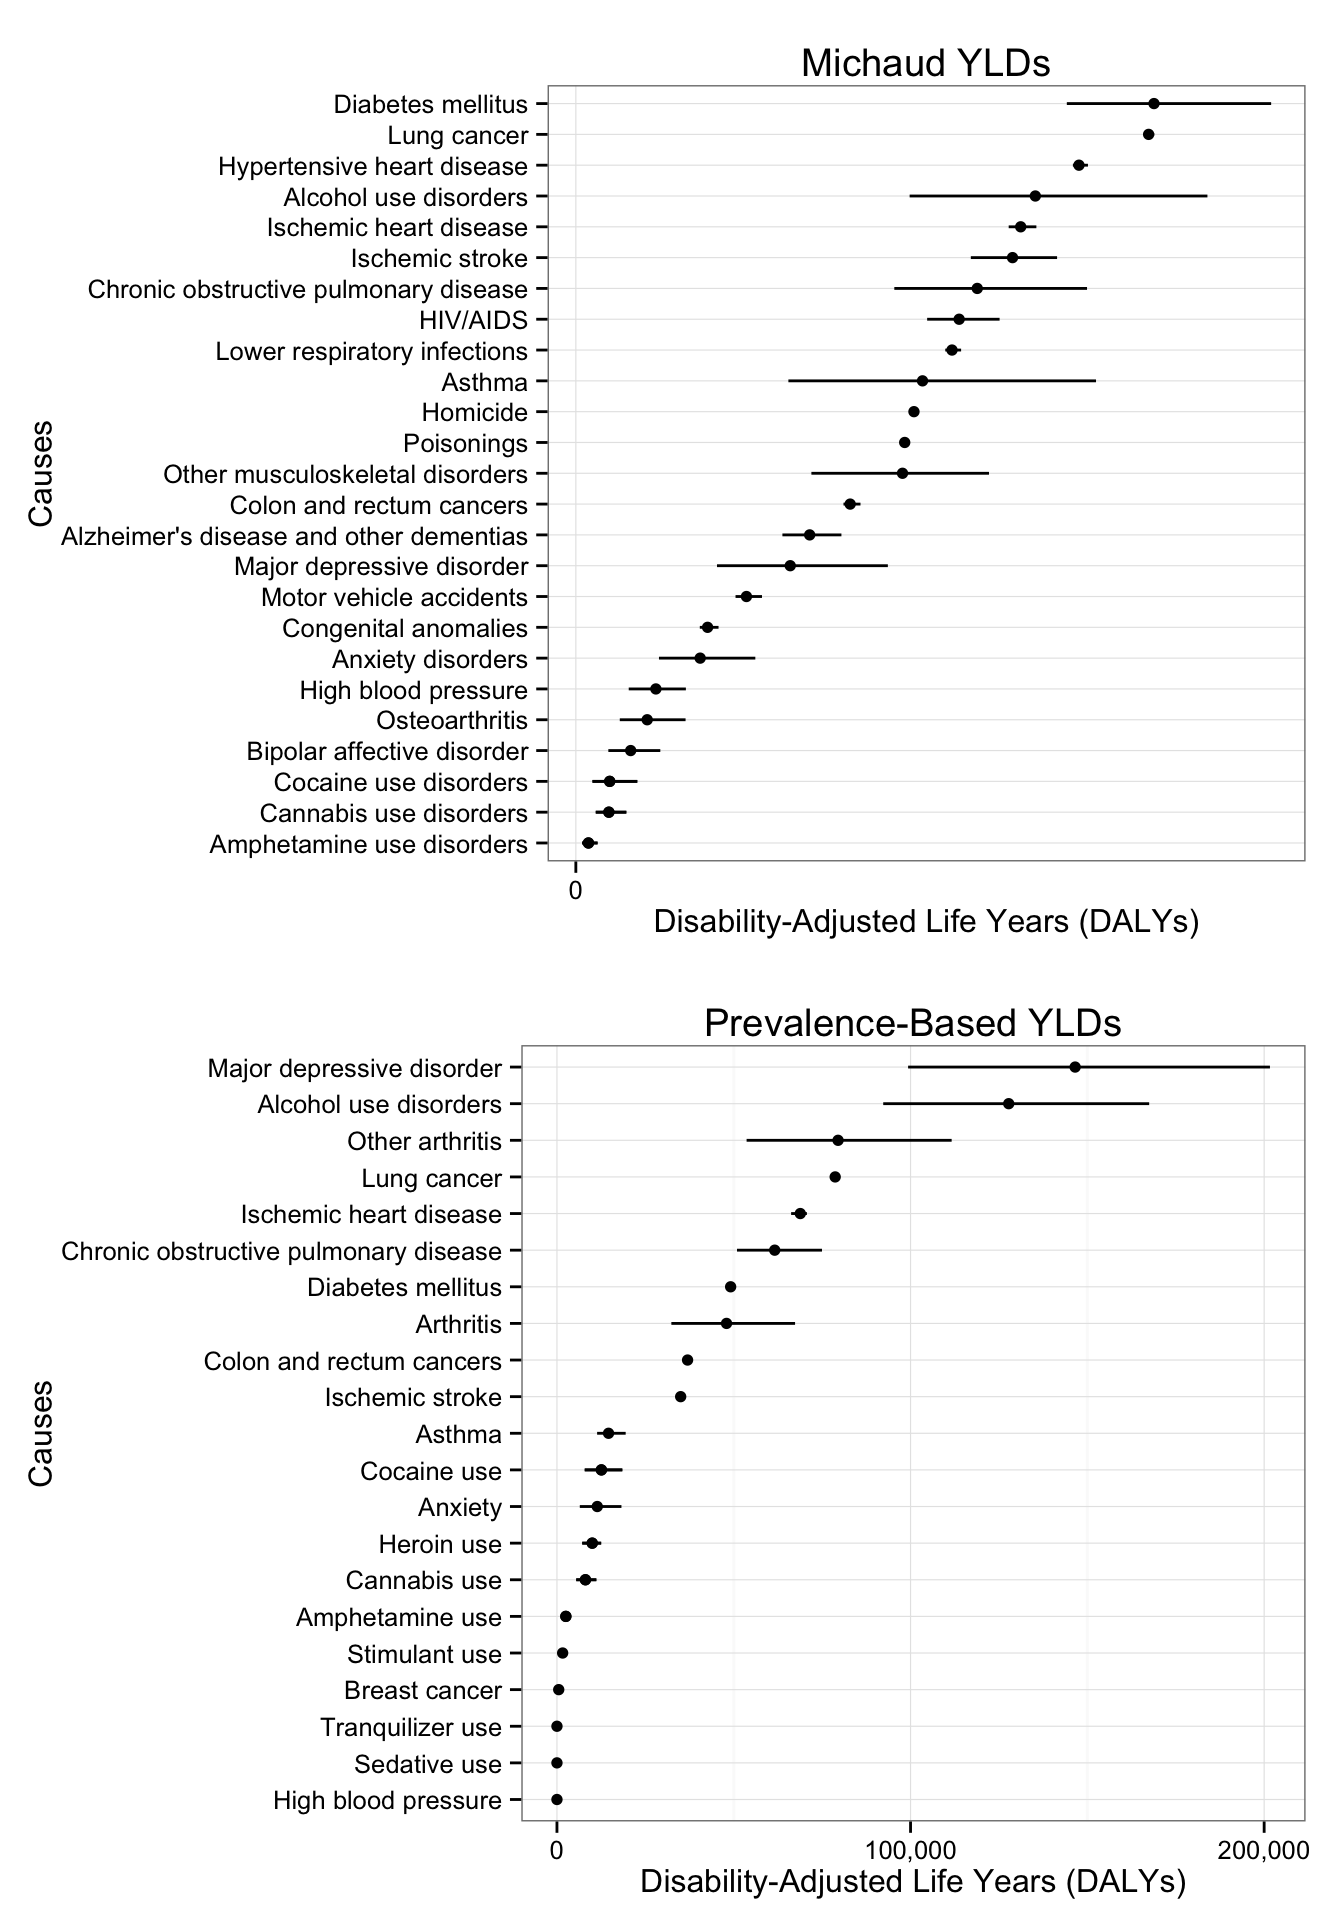 Michaud YLDs
Diabetes mellitus
Lung cancer
Hypertensive heart disease
Alcohol use disorders
Ischemic heart disease
Ischemic stroke
Chronic obstructive pulmonary disease
HIV/AIDS
Lower respiratory infections
Asthma
Homicide
Poisonings
Other musculoskeletal disorders
Colon and rectum cancers
Alzheimer's disease and other dementias
Major depressive disorder
Motor vehicle accidents
Congenital anomalies
Anxiety disorders
High blood pressure
Osteoarthritis
Bipolar affective disorder
Cocaine use disorders
Cannabis use disorders
Amphetamine use disorders
Causes
0
Disability-Adjusted Life Years (DALYs)
Prevalence-Based YLDs
Major depressive disorder
Alcohol use disorders
Other arthritis
Lung cancer
Ischemic heart disease
Chronic obstructive pulmonary disease
Diabetes mellitus
Arthritis
Colon and rectum cancers
Ischemic stroke
Asthma
Cocaine use
Anxiety
Heroin use
Cannabis use
Amphetamine use
Stimulant use
Breast cancer
Tranquilizer use
Sedative use
High blood pressure
Causes
0 100,000 200,000
Disability-Adjusted Life Years (DALYs)